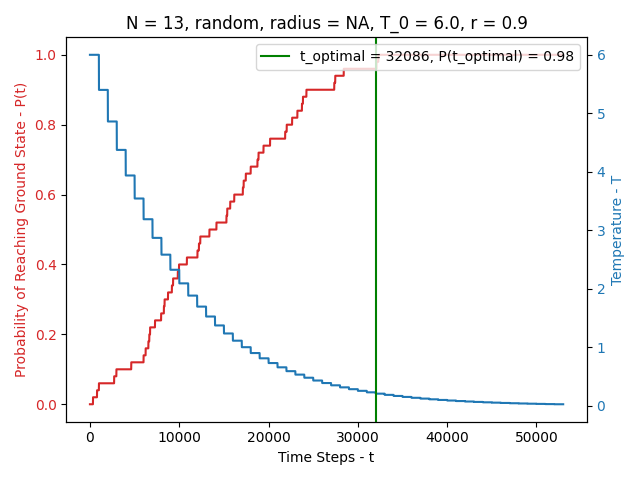 N = 13, random, radius = NA, T_0 = 6.0, r = 0.9
t_optimal = 32086, P(t_optimal) = 0.98
Probability of Reaching Ground State - P(t)
1.0
0.8
0.6
0.4
0.2
0.0
6
5
4
3
2
1
0
Temperature - T
0 10000 20000 30000 40000 50000
Time Steps - t